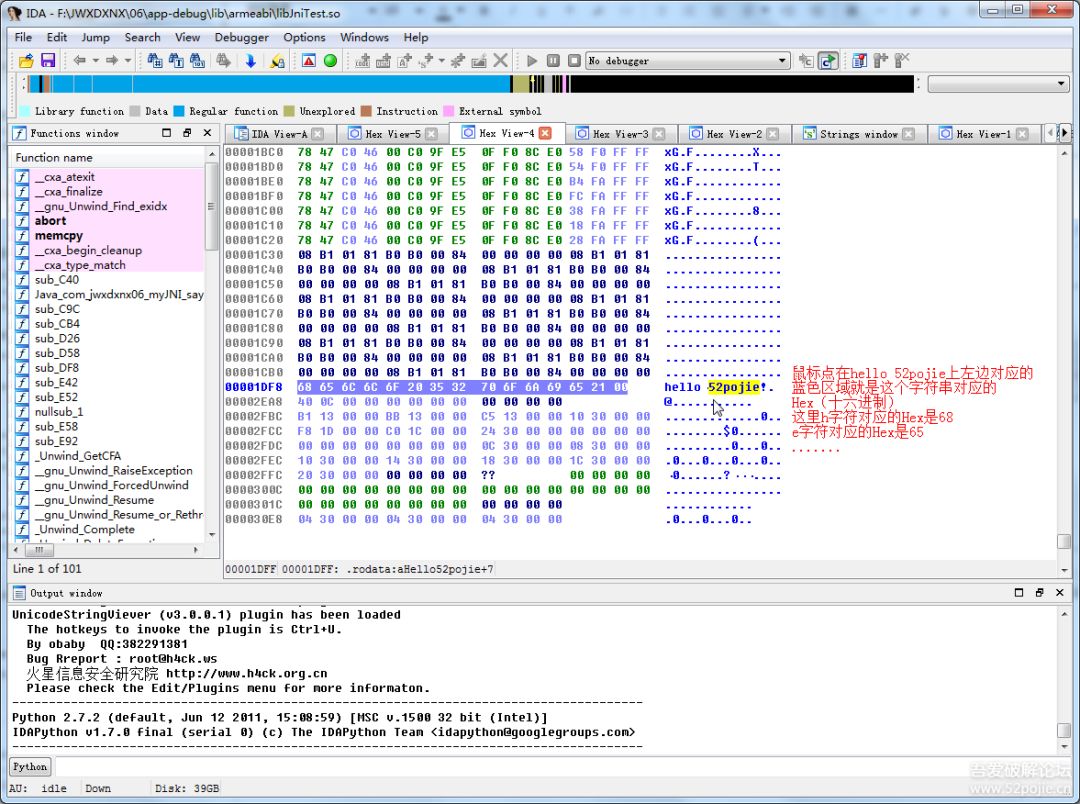 IDA - F:\JWXDXNX\06\app-debug\lib\armeabi\libJniTest.so
File Edit Jump Search View Debugger Options Windows Help
No debugger
Library function Data Regular function Unexplored Instruction External symbol
Functions window
IDA View-A Hex View-5 Hex View-4 Hex View-3 Hex View-2 Strings window Hex View-1
Function name
__cxa_atexit
__cxa_finalize
__gnu_Unwind_Find_exidx
abort
memcpy
__cxa_begin_cleanup
__cxa_type_match
sub_C40
Java_com_jwxdxnx06_myJNI_say
sub_C9C
sub_CB4
sub_D26
sub_D58
sub_DF8
sub_E42
sub_E52
nullsub_1
sub_E58
sub_E92
_Unwind_GetCFA
__gnu_Unwind_RaiseException
__gnu_Unwind_ForcedUnwind
__gnu_Unwind_Resume
__gnu_Unwind_Resume_or_Rethr
_Unwind_Complete
Line 1 of 101
00001BC0 78 47 C0 46 00 C0 9F E5 0F F0 8C E0 58 F0 FF FF xG.F........X...
00001BD0 78 47 C0 46 00 C0 9F E5 0F F0 8C E0 54 F0 FF FF xG.F........T...
00001BE0 78 47 C0 46 00 C0 9F E5 0F F0 8C E0 B4 FA FF FF xG.F............
00001BF0 78 47 C0 46 00 C0 9F E5 0F F0 8C E0 FC FA FF FF xG.F............
00001C00 78 47 C0 46 00 C0 9F E5 0F F0 8C E0 38 FA FF FF xG.F........8...
00001C10 78 47 C0 46 00 C0 9F E5 0F F0 8C E0 18 FA FF FF xG.F............
00001C20 78 47 C0 46 00 C0 9F E5 0F F0 8C E0 28 FA FF FF xG.F........(...
00001C30 08 B1 01 81 B0 B0 00 84 00 00 00 00 08 B1 01 81 ................
00001C40 B0 B0 00 84 00 00 00 00 08 B1 01 81 B0 B0 00 84 ................
00001C50 00 00 00 00 08 B1 01 81 B0 B0 00 84 00 00 00 00 ................
00001C60 08 B1 01 81 B0 B0 00 84 00 00 00 00 08 B1 01 81 ................
00001C70 B0 B0 00 84 00 00 00 00 08 B1 01 81 B0 B0 00 84 ................
00001C80 00 00 00 00 08 B1 01 81 B0 B0 00 84 00 00 00 00 ................
00001C90 08 B1 01 81 B0 B0 00 84 00 00 00 00 08 B1 01 81 ................
00001CA0 B0 B0 00 84 00 00 00 00 08 B1 01 81 B0 B0 00 84 ................
00001CB0 00 00 00 00 08 B1 01 81 B0 B0 00 84 00 00 00 00 ................
00001DF8 68 65 6C 6C 6F 20 35 32 70 6F 6A 69 65 21 00 hello 52pojie!.
00002EA8 40 0C 00 00 00 00 00 00 00 00 00 00 @...........
00002FBC B1 13 00 00 BB 13 00 00 C5 13 00 00 10 30 00 00 .............0..
00002FCC F8 1D 00 00 C0 1C 00 00 24 30 00 00 00 00 00 00 ........$0......
00002FDC 00 00 00 00 00 00 00 00 0C 30 00 00 08 30 00 00 .........0...0..
00002FEC 10 30 00 00 14 30 00 00 18 30 00 00 1C 30 00 00 .0...0...0...0..
00002FFC 20 30 00 00 00 00 00 00 ?? 00 00 00 00 .0......? ....
0000300C 00 00 00 00 00 00 00 00 00 00 00 00 00 00 00 00 ................
0000301C 00 00 00 00 00 00 00 00 00 00 00 00 ............
000030E8 04 30 00 00 04 30 00 00 04 30 00 00 .0...0...0..
鼠标点在hello 52pojie上左边对应的
蓝色区域就是这个字符串对应的
Hex（十六进制）
这里h字符对应的Hex是68
e字符对应的Hex是65
.......
00001DFF 00001DFF: .rodata:aHello52pojie+7
Output window
UnicodeStringViever (v3.0.0.1) plugin has been loaded
The hotkeys to invoke the plugin is Ctrl+U.
By obaby QQ:382291381
Bug Rreport : root@h4ck.ws
火星信息安全研究院 http://www.h4ck.org.cn
Please check the Edit/Plugins menu for more informaton.
Python 2.7.2 (default, Jun 12 2011, 15:08:59) [MSC v.1500 32 bit (Intel)]
IDAPython v1.7.0 final (serial 0) (c) The IDAPython Team <idapython@googlegroups.com>
Python
AU: idle Down Disk: 39GB
吾爱破解论坛
www.52pojie.cn